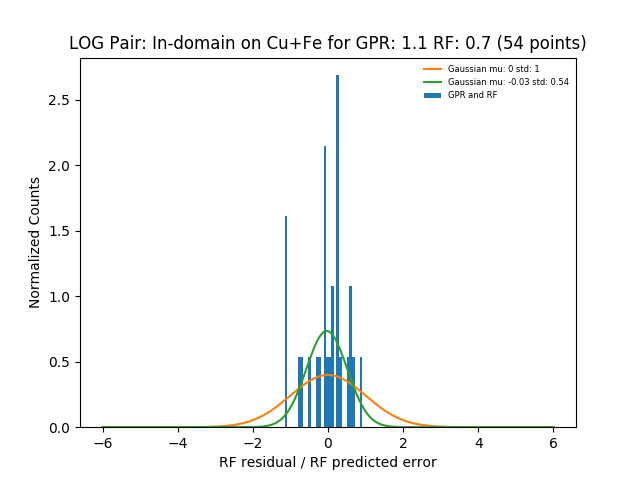 LOG Pair: In-domain on Cu+Fe for GPR: 1.1 RF: 0.7 (54 points)
Gaussian mu: 0 std: 1
Gaussian mu: -0.03 std: 0.54
GPR and RF
Normalized Counts
2.5
2.0
1.5
1.0
0.5
0.0
−6 −4 −2 0 2 4 6
RF residual / RF predicted error